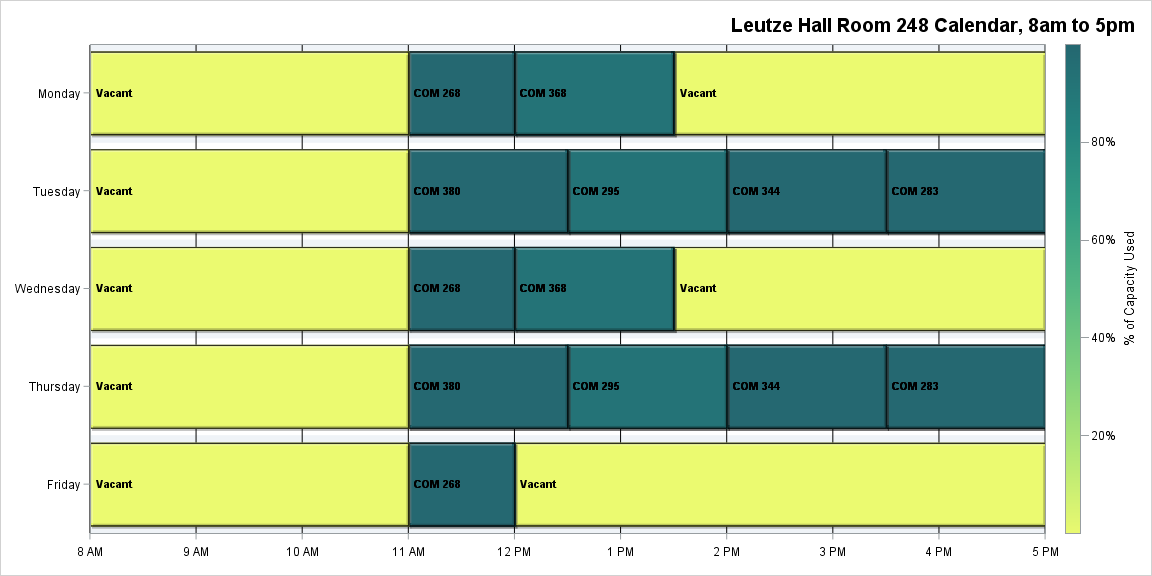 Leutze Hall Room 248 Calendar, 8am to 5pm
Monday
Vacant
COM 268
COM 368
Vacant
Tuesday
Vacant
COM 380
COM 295
COM 344
COM 283
Wednesday
Vacant
COM 268
COM 368
Vacant
Thursday
Vacant
COM 380
COM 295
COM 344
COM 283
Friday
Vacant
COM 268
Vacant
8 AM
9 AM
10 AM
11 AM
12 PM
1 PM
2 PM
3 PM
4 PM
5 PM
80%
60%
40%
20%
% of Capacity Used